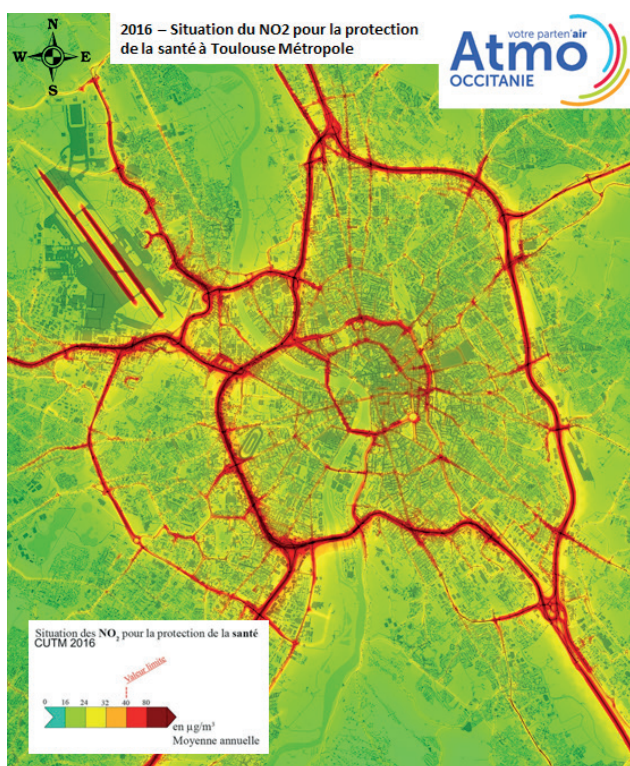 2016 – Situation du NO2 pour la protection
de la santé à Toulouse Métropole
votre parten'air
Atmo
OCCITANIE
N
W E
S
Situation des NO₂ pour la protection de la santé
CUTM 2016
Valeur limite
0 16 24 32 40 80
en µg/m³
Moyenne annuelle